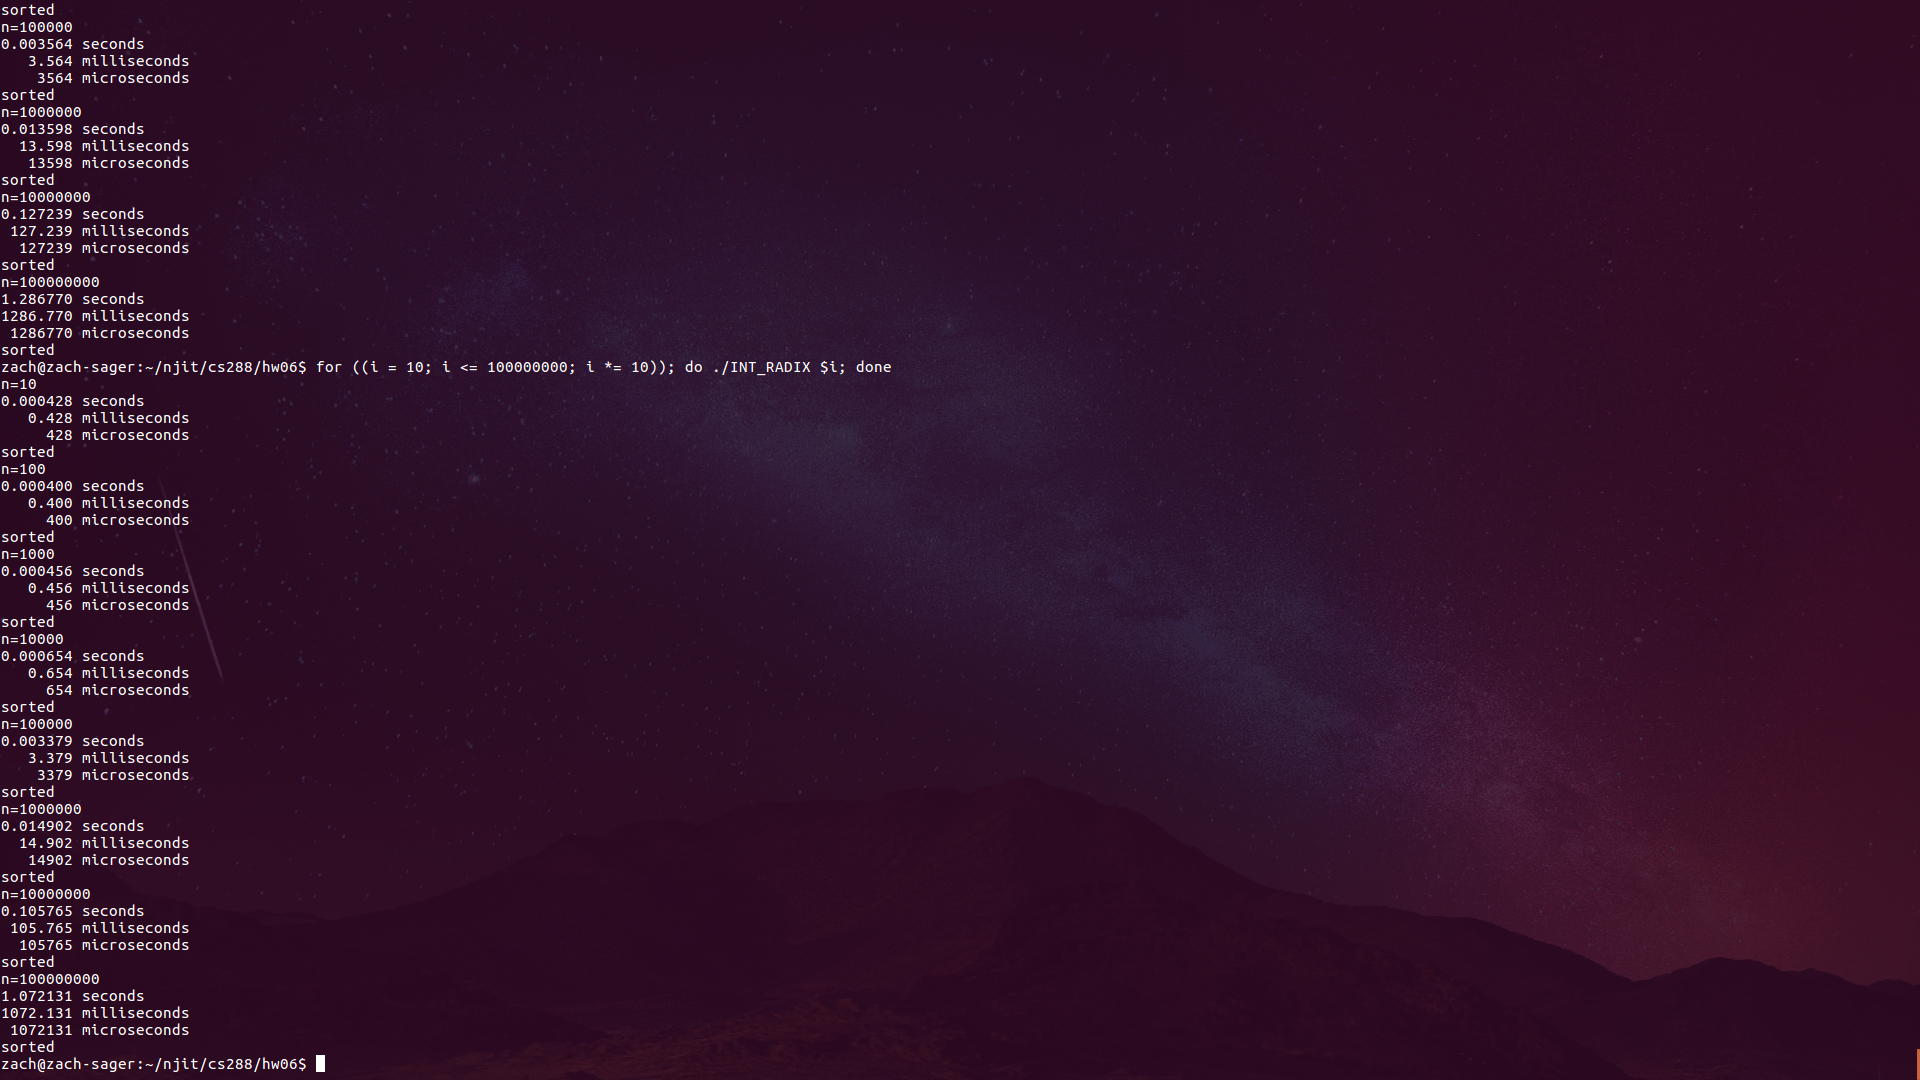 sorted
n=100000
0.003564 seconds
3.564 milliseconds
3564 microseconds
sorted
n=1000000
0.013598 seconds
13.598 milliseconds
13598 microseconds
sorted
n=10000000
0.127239 seconds
127.239 milliseconds
127239 microseconds
sorted
n=100000000
1.286770 seconds
1286.770 milliseconds
1286770 microseconds
sorted
zach@zach-sager:~/njit/cs288/hw06$ for ((i = 10; i <= 100000000; i *= 10)); do ./INT_RADIX $i; done
n=10
0.000428 seconds
0.428 milliseconds
428 microseconds
sorted
n=100
0.000400 seconds
0.400 milliseconds
400 microseconds
sorted
n=1000
0.000456 seconds
0.456 milliseconds
456 microseconds
sorted
n=10000
0.000654 seconds
0.654 milliseconds
654 microseconds
sorted
n=100000
0.003379 seconds
3.379 milliseconds
3379 microseconds
sorted
n=1000000
0.014902 seconds
14.902 milliseconds
14902 microseconds
sorted
n=10000000
0.105765 seconds
105.765 milliseconds
105765 microseconds
sorted
n=100000000
1.072131 seconds
1072.131 milliseconds
1072131 microseconds
sorted
zach@zach-sager:~/njit/cs288/hw06$